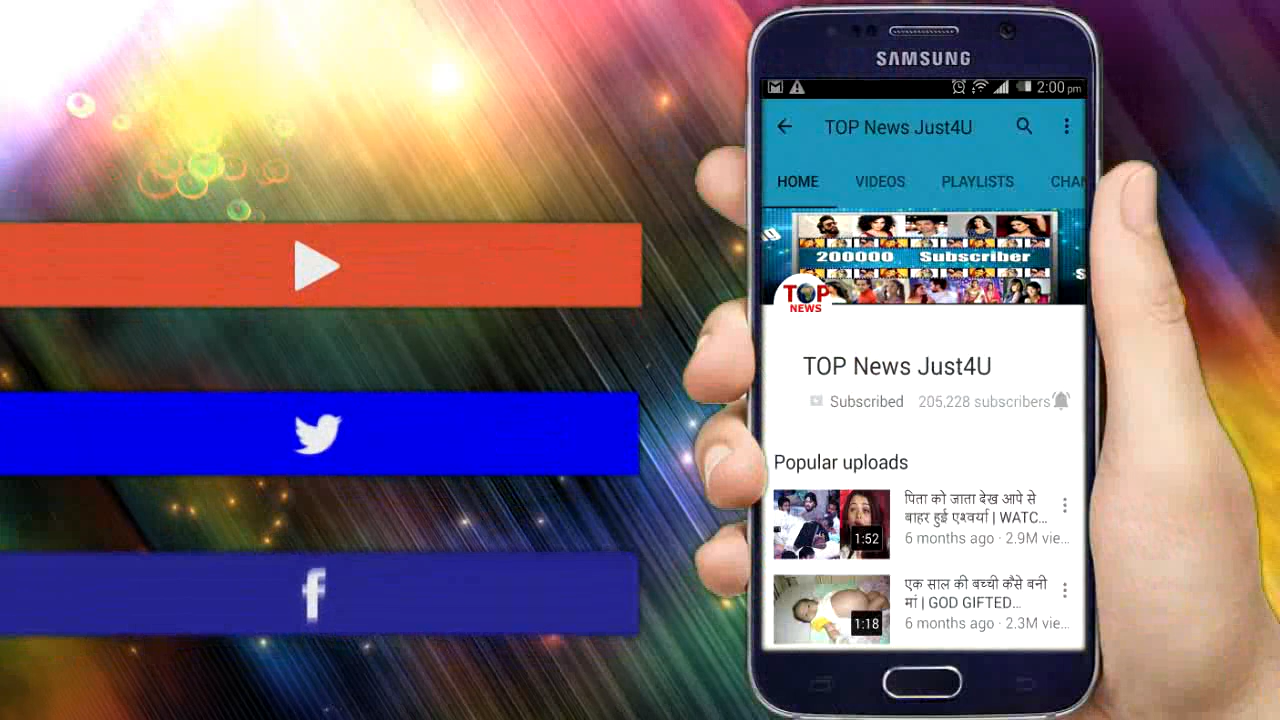 SAMSUNG
2:00 pm
TOP News Just4U
HOME VIDEOS PLAYLISTS CHAN
200000 Subscriber
TOP
NEWS
TOP News Just4U
Subscribed 205,228 subscribers
Popular uploads
पिता को जाता देख आपे से
बाहर हुई एश्वर्या | WATC...
6 months ago · 2.9M vie...
1:52
एक साल की बच्ची कैसे बनी
मां | GOD GIFTED...
6 months ago · 2.3M vie...
1:18